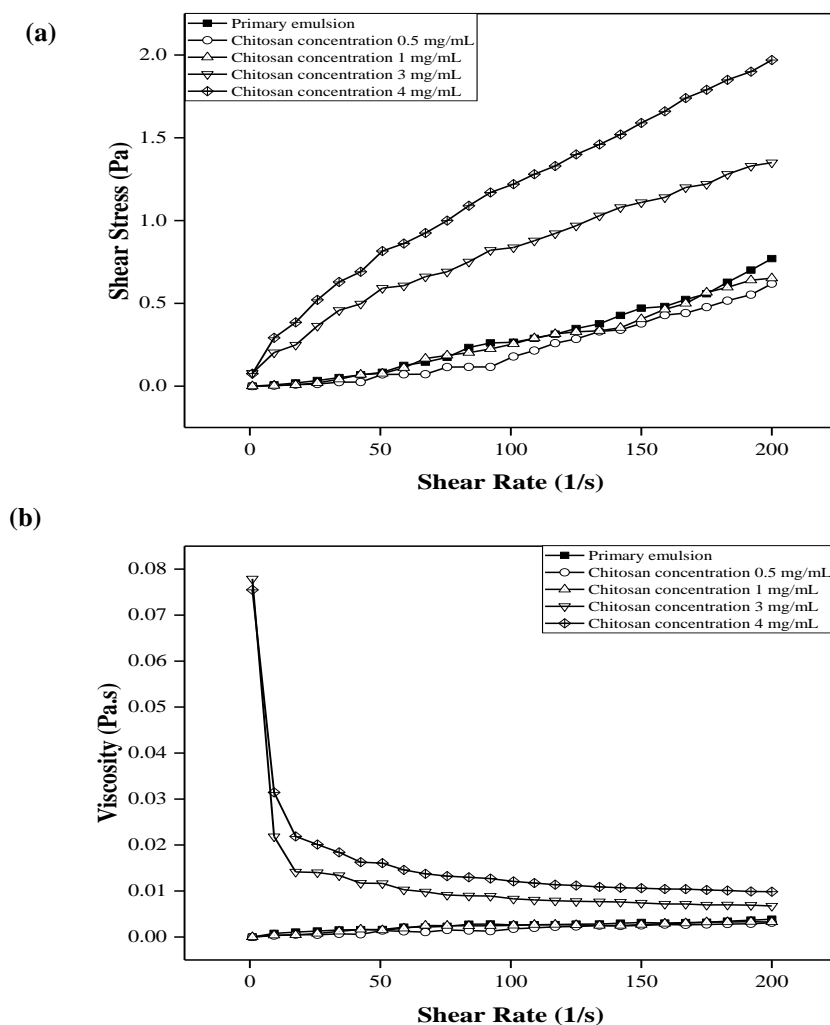 (a)
Primary emulsion
Chitosan concentration 0.5 mg/mL
Chitosan concentration 1 mg/mL
Chitosan concentration 3 mg/mL
Chitosan concentration 4 mg/mL
Shear Stress (Pa)
2.0
1.5
1.0
0.5
0.0
0 50 100 150 200
Shear Rate (1/s)
(b)
Primary emulsion
Chitosan concentration 0.5 mg/mL
Chitosan concentration 1 mg/mL
Chitosan concentration 3 mg/mL
Chitosan concentration 4 mg/mL
Viscosity (Pa.s)
0.08
0.07
0.06
0.05
0.04
0.03
0.02
0.01
0.00
0 50 100 150 200
Shear Rate (1/s)